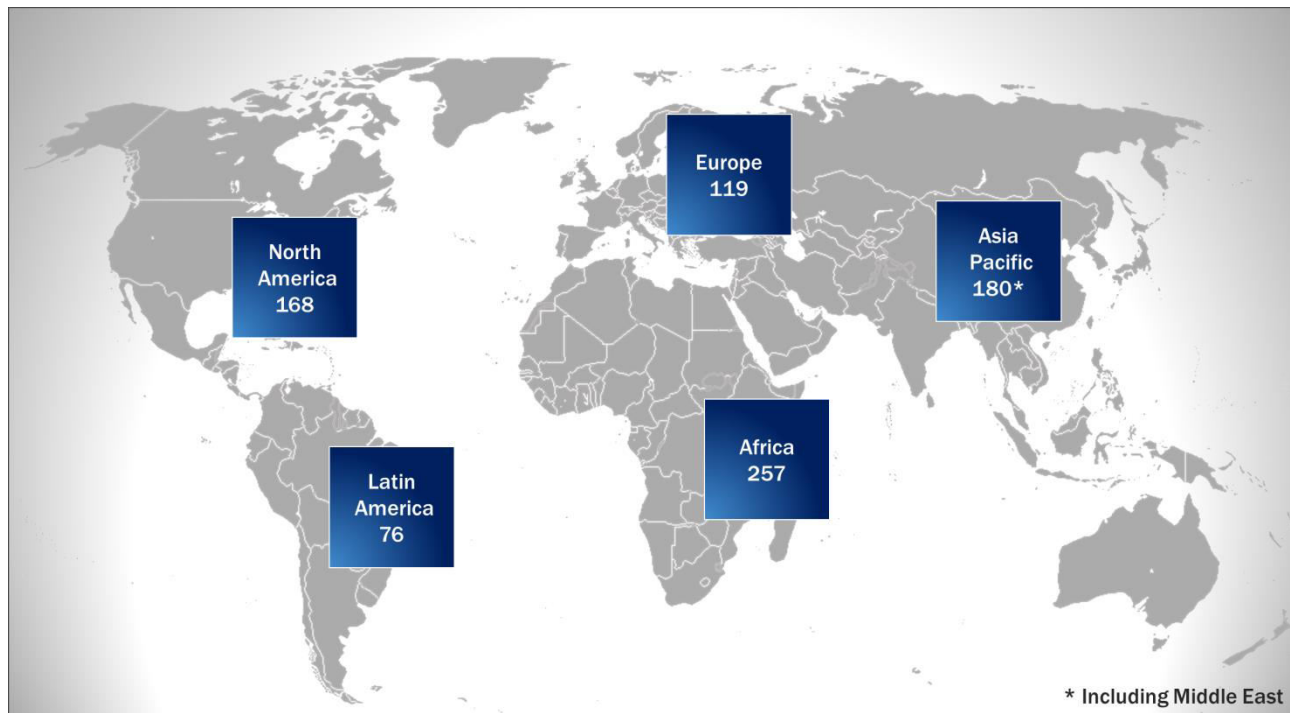 Europe
119
North
America
168
Asia
Pacific
180*
Africa
257
Latin
America
76
* Including Middle East